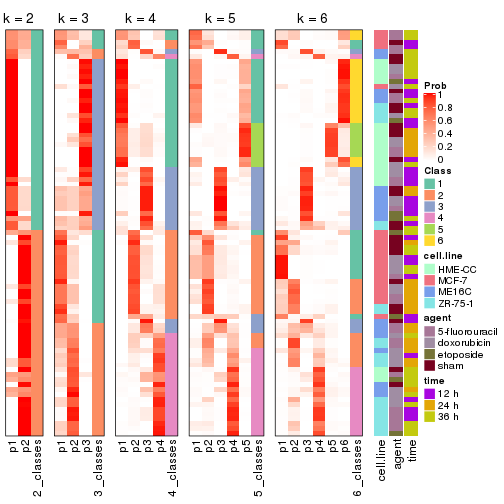 k = 2
k = 3
k = 4
k = 5
k = 6
Prob
1
0.8
0.6
0.4
0.2
0
Class
1
2
3
4
5
6
cell.line
HME-CC
MCF-7
ME16C
ZR-75-1
agent
5-fluorouracil
doxorubicin
etoposide
sham
time
12 h
24 h
36 h
p1
p2
2_classes
p1
p2
p3
3_classes
p1
p2
p3
p4
4_classes
p1
p2
p3
p4
p5
5_classes
p1
p2
p3
p4
p5
p6
6_classes
cell.line
agent
time